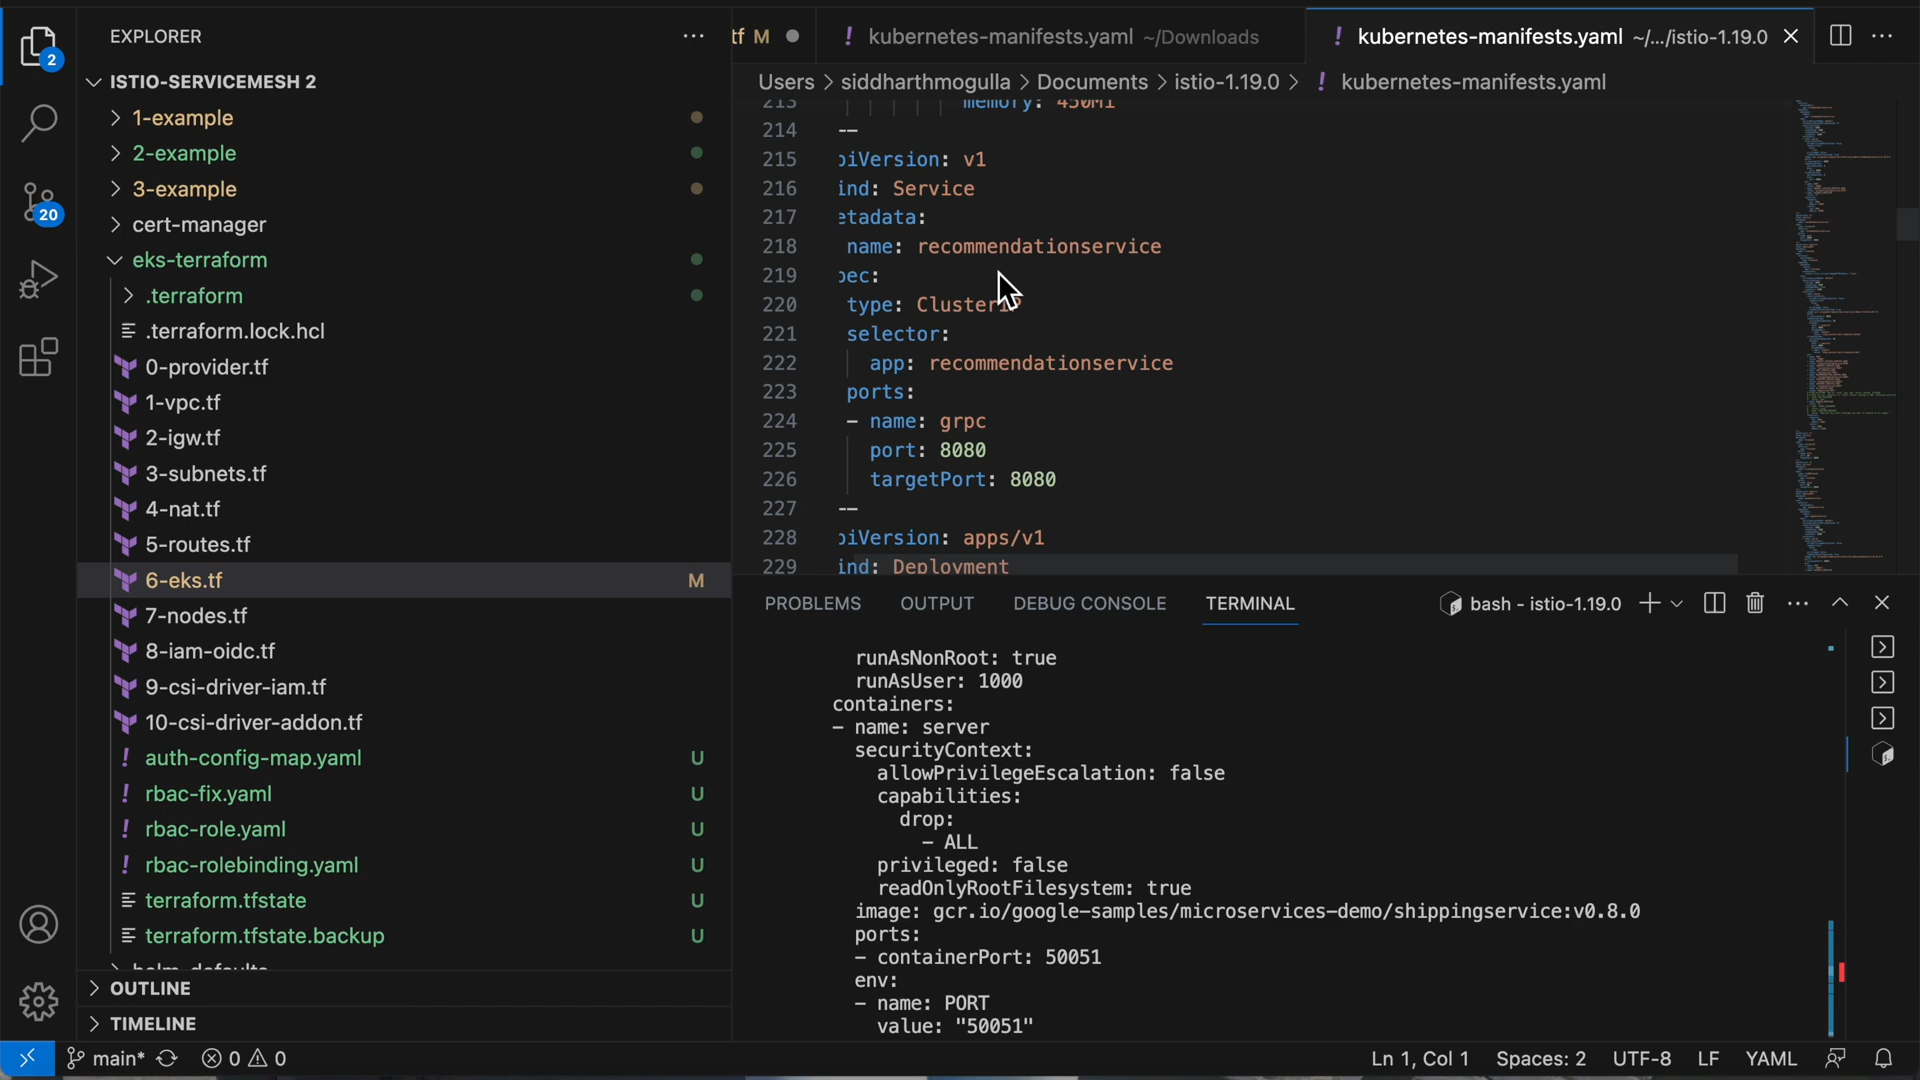 EXPLORER
ISTIO-SERVICEMESH 2
1-example
2-example
3-example
cert-manager
eks-terraform
.terraform
.terraform.lock.hcl
0-provider.tf
1-vpc.tf
2-igw.tf
3-subnets.tf
4-nat.tf
5-routes.tf
6-eks.tf M
7-nodes.tf
8-iam-oidc.tf
9-csi-driver-iam.tf
10-csi-driver-addon.tf
auth-config-map.yaml U
rbac-fix.yaml U
rbac-role.yaml U
rbac-rolebinding.yaml U
terraform.tfstate U
terraform.tfstate.backup U
helm-defaults
OUTLINE
TIMELINE
2
20
tf M
! kubernetes-manifests.yaml ~/Downloads
! kubernetes-manifests.yaml ~/.../istio-1.19.0
Users > siddharthmogulla > Documents > istio-1.19.0 > ! kubernetes-manifests.yaml
213 memory: 450Mi
214 --
215 piVersion: v1
216 ind: Service
217 etadata:
218 name: recommendationservice
219 pec:
220 type: ClusterIP
221 selector:
222 app: recommendationservice
223 ports:
224 - name: grpc
225 port: 8080
226 targetPort: 8080
227 --
228 piVersion: apps/v1
229 ind: Deployment
PROBLEMS OUTPUT DEBUG CONSOLE TERMINAL
bash - istio-1.19.0
runAsNonRoot: true
runAsUser: 1000
containers:
- name: server
securityContext:
allowPrivilegeEscalation: false
capabilities:
drop:
- ALL
privileged: false
readOnlyRootFilesystem: true
image: gcr.io/google-samples/microservices-demo/shippingservice:v0.8.0
ports:
- containerPort: 50051
env:
- name: PORT
value: "50051"
main* 0 0
Ln 1, Col 1 Spaces: 2 UTF-8 LF YAML